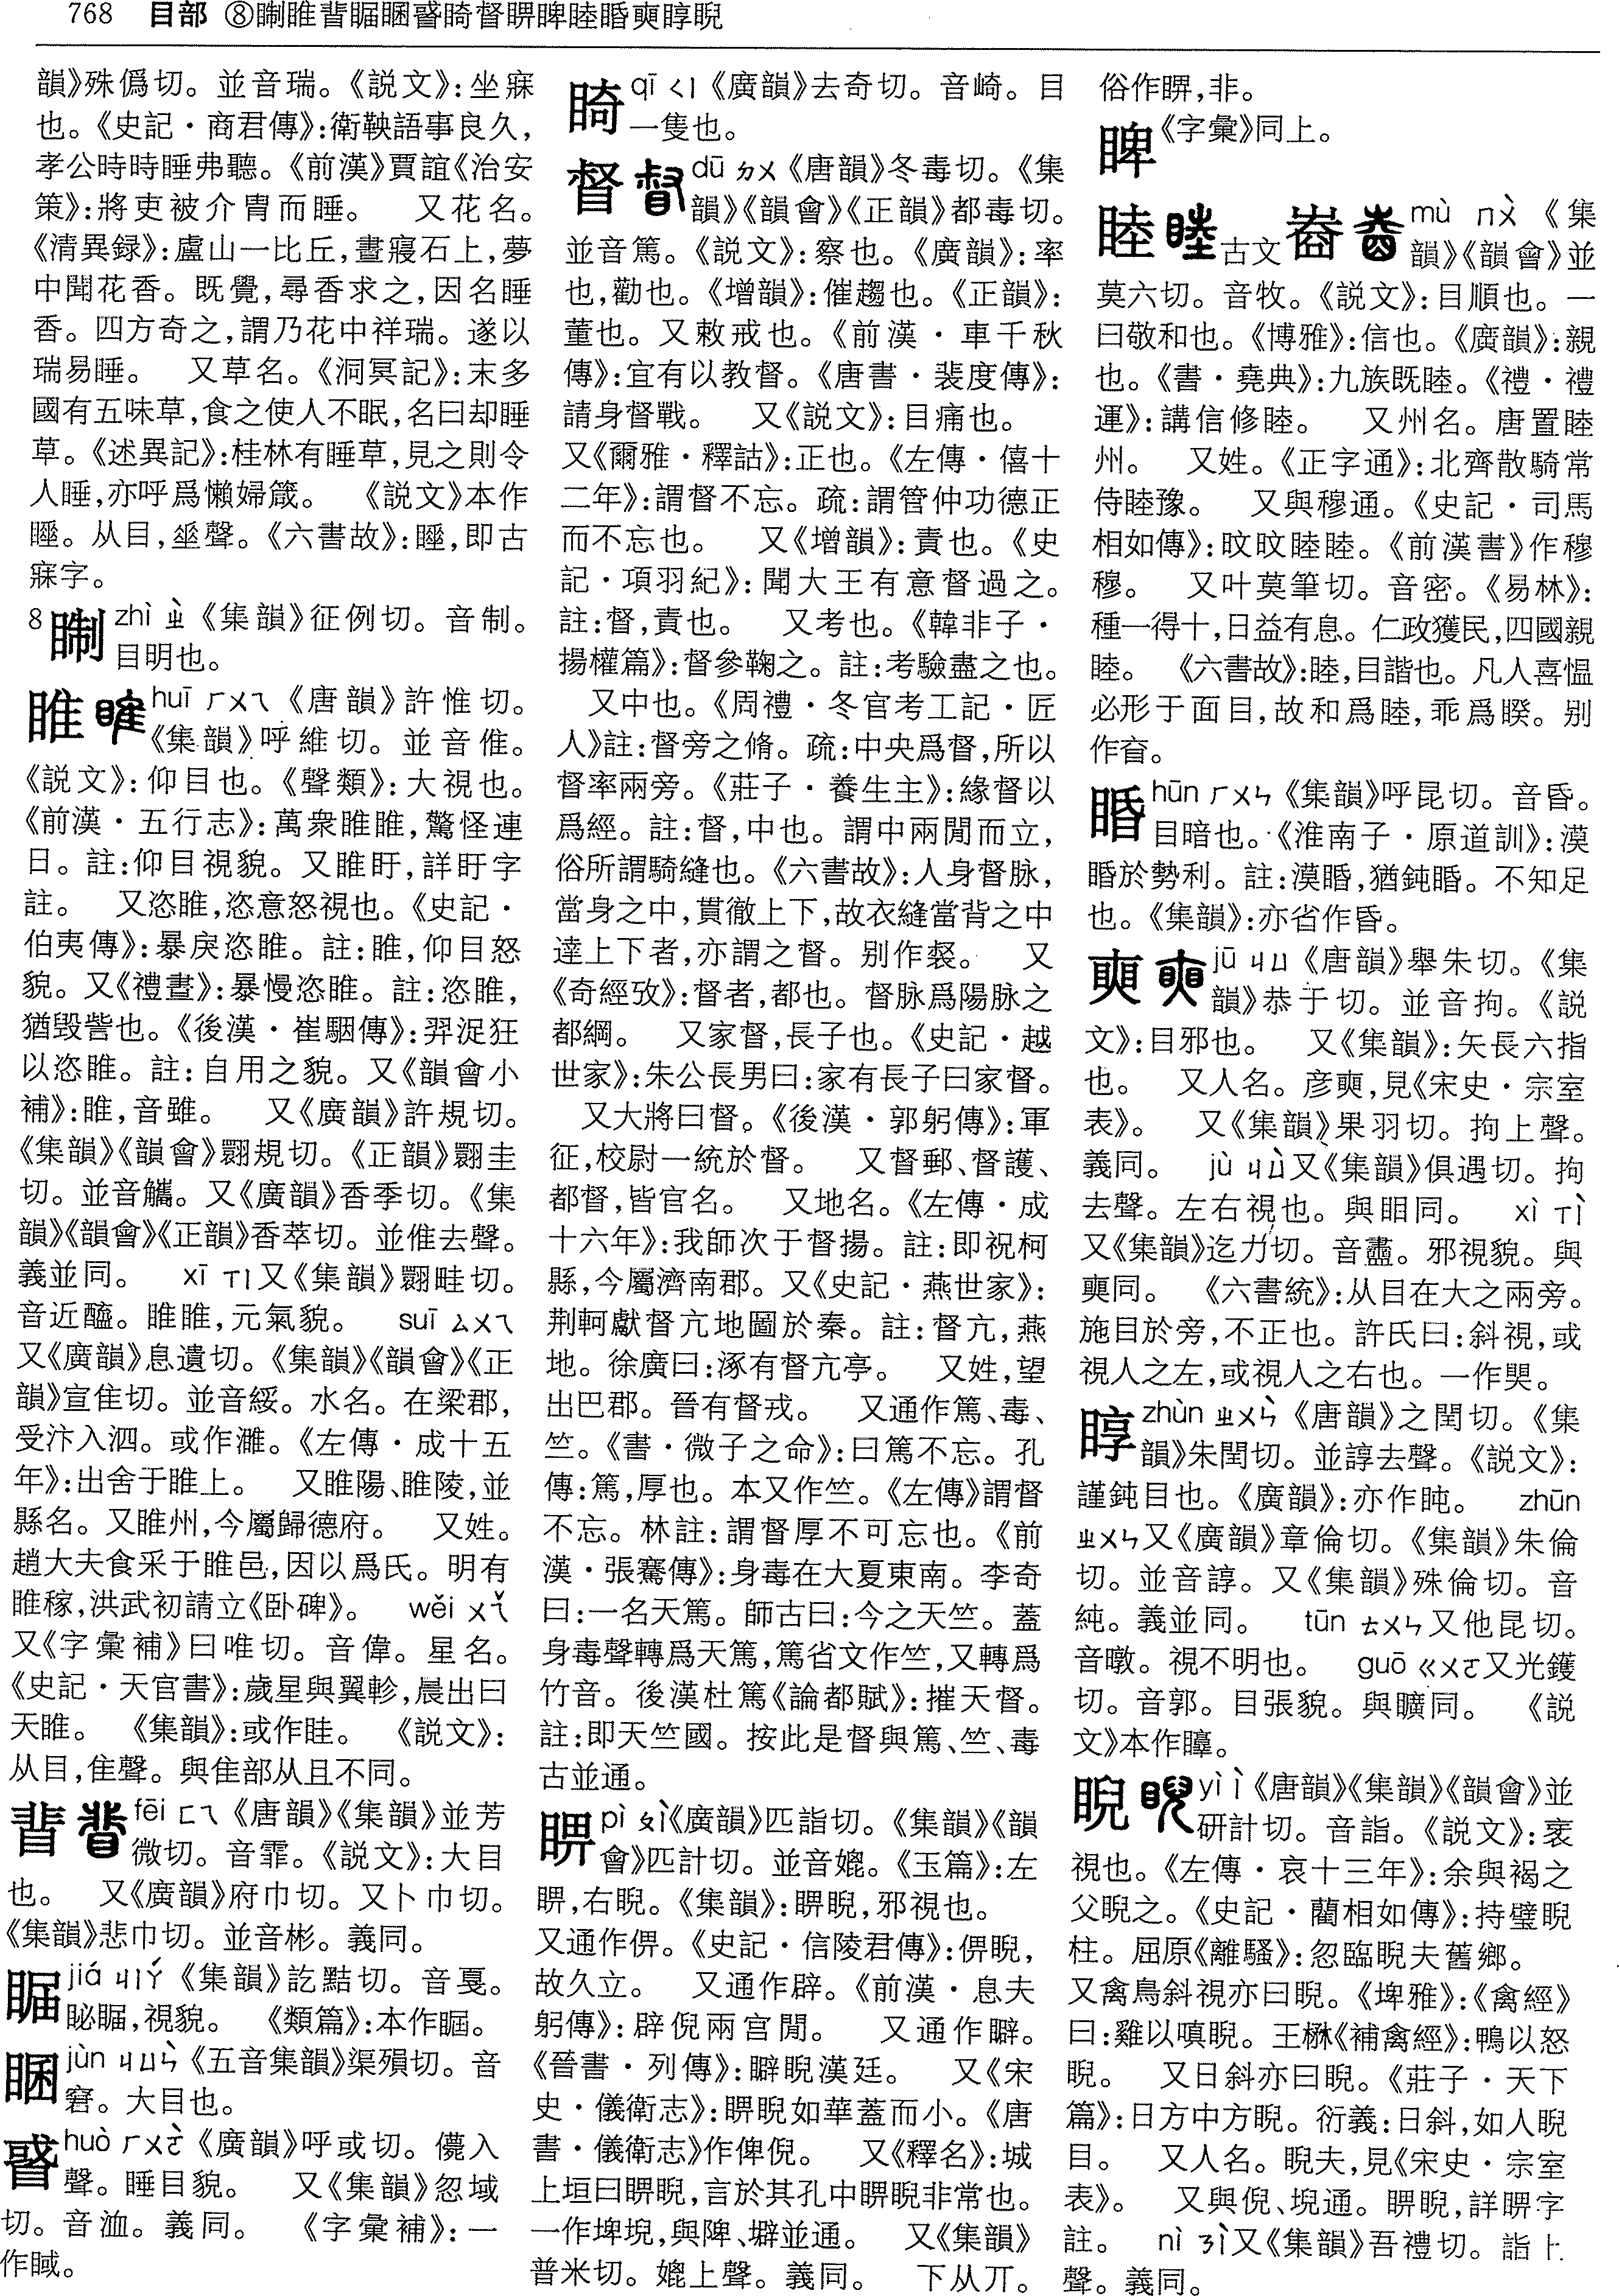 768 目部 ⑧瞓睢䀟睸睏䁨䀹督睤睥睦睧奭䁈睨
韻》殊僞切。並音瑞。《説文》:坐寐
也。《史記·商君傳》:衛鞅語事良久,
孝公時時睡弗聽。《前漢》賈誼《治安
策》:將吏被介胄而睡。 又花名。
《清異録》:廬山一比丘,晝寢石上,夢
中聞花香。既覺,尋香求之,因名睡
香。四方奇之,謂乃花中祥瑞。遂以
瑞易睡。 又草名。《洞冥記》:末多
國有五味草,食之使人不眠,名曰却睡
草。《述異記》:桂林有睡草,見之則令
人睡,亦呼爲懶婦箴。 《説文》本作
。从目,𡍮聲。《六書故》:,即古
寐字。
8 zhì ㄓˋ《集韻》征例切。音制。
目明也。
睢 huī ㄏㄨㄟ《唐韻》許惟切。
《集韻》呼維切。並音倠。
《説文》:仰目也。《聲類》:大視也。
《前漢·五行志》:萬衆睢睢,驚怪連
日。註:仰目視貌。又睢盱,詳盱字
註。 又恣睢,恣意怒視也。《史記·
伯夷傳》:暴戾恣睢。註:睢,仰目怒
貌。又《禮書》:暴慢恣睢。註:恣睢,
猶毀訾也。《後漢·崔駰傳》:羿浞狂
以恣睢。註:自用之貌。又《韻會小
補》:睢,音雖。 又《廣韻》許規切。
《集韻》《韻會》翾規切。《正韻》翾圭
切。並音觿。又《廣韻》香季切。《集
韻》《韻會》《正韻》香萃切。並倠去聲。
義並同。 xī ㄒㄧ又《集韻》翾畦切。
音近醯。睢睢,元氣貌。 suī ㄙㄨㄟ
又《廣韻》息遺切。《集韻》《韻會》《正
韻》宣隹切。並音綏。水名。在梁郡,
受汴入泗。或作濉。《左傳·成十五
年》:出舍于睢上。 又睢陽、睢陵,並
縣名。又睢州,今屬歸德府。 又姓。
趙大夫食采于睢邑,因以爲氏。明有
睢稼,洪武初請立《卧碑》。 wěi ㄨㄟˇ
又《字彙補》曰唯切。音偉。星名。
《史記·天官書》:歲星與翼軫,晨出曰
天睢。 《集韻》:或作眭。 《説文》:
从目,隹聲。與隹部从且不同。
fēi ㄈㄟ《唐韻》《集韻》並芳
微切。音霏。《説文》:大目
也。 又《廣韻》府巾切。又卜巾切。
《集韻》悲巾切。並音彬。義同。
jiá ㄐㄧㄚˊ《集韻》訖黠切。音戛。
,視貌。 《類篇》:本作。
睏 jùn ㄐㄩㄣˋ《五音集韻》渠殞切。音
窘。大目也。
huò ㄏㄨㄛˋ《廣韻》呼或切。儯入
聲。睡目貌。 又《集韻》忽域
切。音洫。義同。 《字彙補》:一
作。
qī ㄑㄧ《廣韻》去奇切。音崎。目
一隻也。
督 dū ㄉㄨ《唐韻》冬毒切。《集
韻》《韻會》《正韻》都毒切。
並音篤。《説文》:察也。《廣韻》:率
也,勸也。《增韻》:催趨也。《正韻》:
董也。又敕戒也。《前漢·車千秋
傳》:宜有以教督。《唐書·裴度傳》:
請身督戰。 又《説文》:目痛也。
又《爾雅·釋詁》:正也。《左傳·僖十
二年》:謂督不忘。疏:謂管仲功德正
而不忘也。 又《增韻》:責也。《史
記·項羽紀》:聞大王有意督過之。
註:督,責也。 又考也。《韓非子·
揚權篇》:督參鞠之。註:考驗盡之也。
又中也。《周禮·冬官考工記·匠
人》註:督旁之脩。疏:中央爲督,所以
督率兩旁。《莊子·養生主》:緣督以
爲經。註:督,中也。謂中兩閒而立,
俗所謂騎縫也。《六書故》:人身督脉,
當身之中,貫徹上下,故衣縫當背之中
達上下者,亦謂之督。别作裻。 又
《奇經攷》:督者,都也。督脉爲陽脉之
都綱。 又家督,長子也。《史記·越
世家》:朱公長男曰:家有長子曰家督。
又大將曰督。《後漢·郭躬傳》:軍
征,校尉一統於督。 又督郵、督護、
都督,皆官名。 又地名。《左傳·成
十六年》:我師次于督揚。註:即祝柯
縣,今屬濟南郡。又《史記·燕世家》:
荆軻獻督亢地圖於秦。註:督亢,燕
地。徐廣曰:涿有督亢亭。 又姓,望
出巴郡。晉有督戎。 又通作篤、毒、
竺。《書·微子之命》:曰篤不忘。孔
傳:篤,厚也。本又作竺。《左傳》謂督
不忘。林註:謂督厚不可忘也。《前
漢·張騫傳》:身毒在大夏東南。李奇
曰:一名天篤。師古曰:今之天竺。蓋
身毒聲轉爲天篤,篤省文作竺,又轉爲
竹音。後漢杜篤《論都賦》:摧天督。
註:即天竺國。按此是督與篤、竺、毒
古並通。
睤 pì ㄆㄧˋ《廣韻》匹詣切。《集韻》《韻
會》匹計切。並音媲。《玉篇》:左
睤,右睨。《集韻》:睤睨,邪視也。
又通作俾。《史記·信陵君傳》:俾睨,
故久立。 又通作辟。《前漢·息夫
躬傳》:辟倪兩宫閒。 又通作䁹。
《晉書·列傳》:䁹睨漢廷。 又《宋
史·儀衛志》:睤睨如華蓋而小。《唐
書·儀衛志》作俾倪。 又《釋名》:城
上垣曰睤睨,言於其孔中睤睨非常也。
一作埤堄,與陴、壀並通。 又《集韻》
普米切。媲上聲。義同。 下从丌。
俗作睤,非。
睥 《字彙》同上。
睦 古文 mù ㄇㄨˋ《集
韻》《韻會》並
莫六切。音牧。《説文》:目順也。一
曰敬和也。《博雅》:信也。《廣韻》:親
也。《書·堯典》:九族既睦。《禮·禮
運》:講信修睦。 又州名。唐置睦
州。 又姓。《正字通》:北齊散騎常
侍睦豫。 又與穆通。《史記·司馬
相如傳》:旼旼睦睦。《前漢書》作穆
穆。 又叶莫筆切。音密。《易林》:
種一得十,日益有息。仁政獲民,四國親
睦。 《六書故》:睦,目諧也。凡人喜愠
必形于面目,故和爲睦,乖爲睽。别
作㝧。
睧 hūn ㄏㄨㄣ《集韻》呼昆切。音昏。
目暗也。《淮南子·原道訓》:漠
睧於勢利。註:漠睧,猶鈍睧。不知足
也。《集韻》:亦省作昏。
jū ㄐㄩ《唐韻》舉朱切。《集
韻》恭于切。並音拘。《説
文》:目邪也。 又《集韻》:矢長六指
也。 又人名。彦,見《宋史·宗室
表》。 又《集韻》果羽切。拘上聲。
義同。 jù ㄐㄩˋ又《集韻》俱遇切。拘
去聲。左右視也。與䀠同。 xì ㄒㄧˋ
又《集韻》迄力切。音衋。邪視貌。與
同。 《六書統》:从目在大之兩旁。
施目於旁,不正也。許氏曰:斜視,或
視人之左,或視人之右也。一作䀏。
zhùn ㄓㄨㄣˋ《唐韻》之閏切。《集
韻》朱閏切。並諄去聲。《説文》:
謹鈍目也。《廣韻》:亦作盹。 zhūn
ㄓㄨㄣ又《廣韻》章倫切。《集韻》朱倫
切。並音諄。又《集韻》殊倫切。音
純。義並同。 tūn ㄊㄨㄣ又他昆切。
音暾。視不明也。 guō ㄍㄨㄛ又光鑊
切。音郭。目張貌。與矌同。 《説
文》本作。
睨 yì ㄧˋ《唐韻》《集韻》《韻會》並
研計切。音詣。《説文》:衺
視也。《左傳·哀十三年》:余與褐之
父睨之。《史記·藺相如傳》:持璧睨
柱。屈原《離騷》:忽臨睨夫舊鄉。
又禽鳥斜視亦曰睨。《埤雅》:《禽經》
曰:雞以嗔睨。王楙《補禽經》:鴨以怒
睨。 又日斜亦曰睨。《莊子·天下
篇》:日方中方睨。衍義:日斜,如人睨
目。 又人名。睨夫,見《宋史·宗室
表》。 又與倪、堄通。睤睨,詳睤字
註。 nì ㄋㄧˋ又《集韻》吾禮切。詣上
聲。義同。